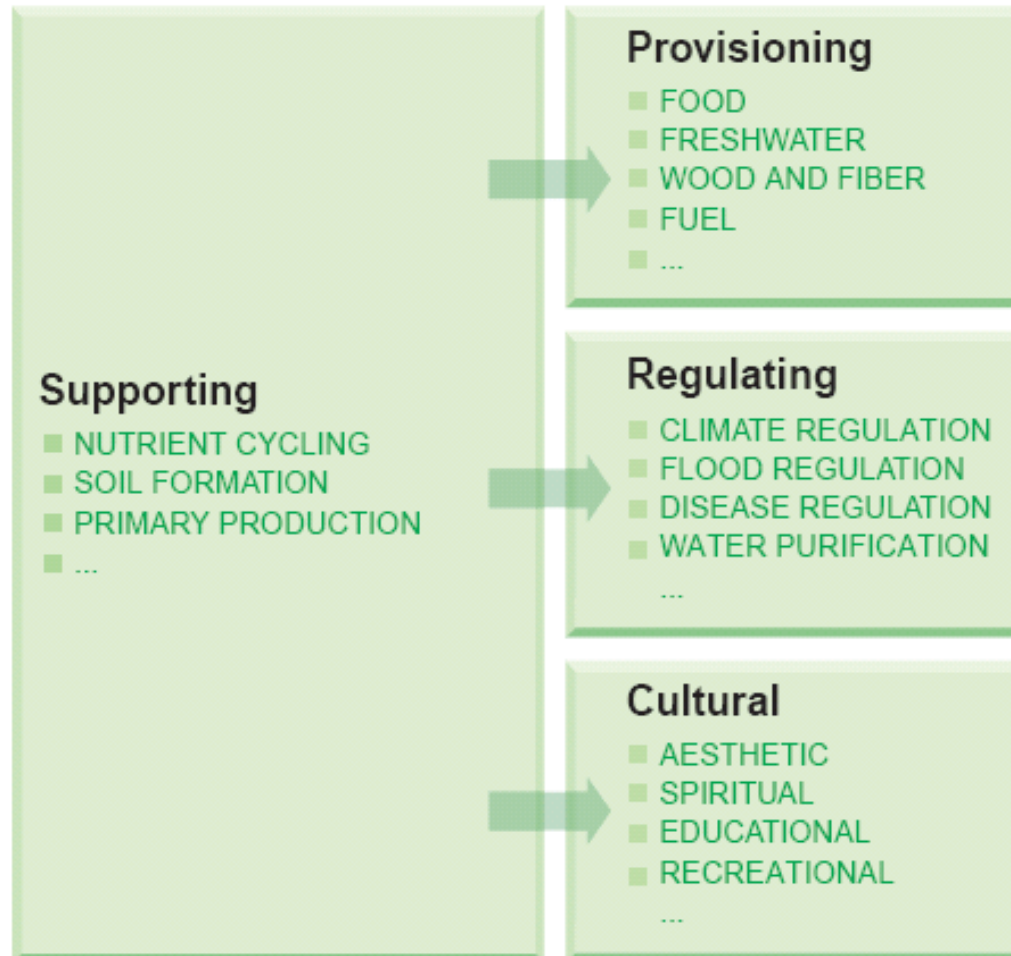 Supporting
NUTRIENT CYCLING
SOIL FORMATION
PRIMARY PRODUCTION
...
Provisioning
FOOD
FRESHWATER
WOOD AND FIBER
FUEL
...
Regulating
CLIMATE REGULATION
FLOOD REGULATION
DISEASE REGULATION
WATER PURIFICATION
...
Cultural
AESTHETIC
SPIRITUAL
EDUCATIONAL
RECREATIONAL
...